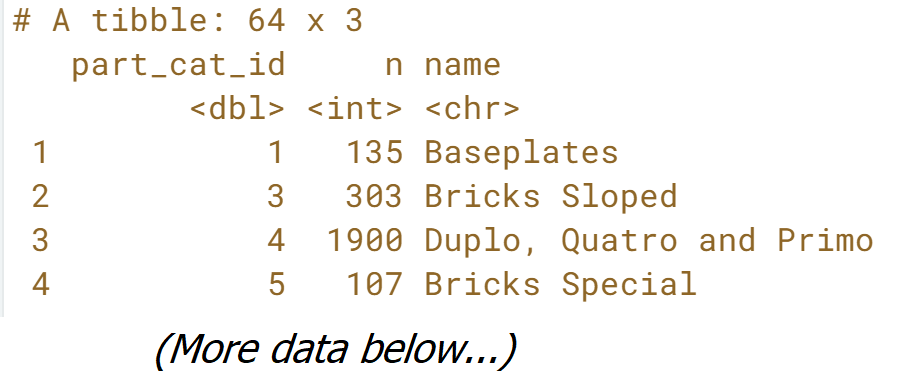 # A tibble: 64 x 3
part_cat_id n name
<dbl> <int> <chr>
1 1 135 Baseplates
2 3 303 Bricks Sloped
3 4 1900 Duplo, Quatro and Primo
4 5 107 Bricks Special
(More data below...)